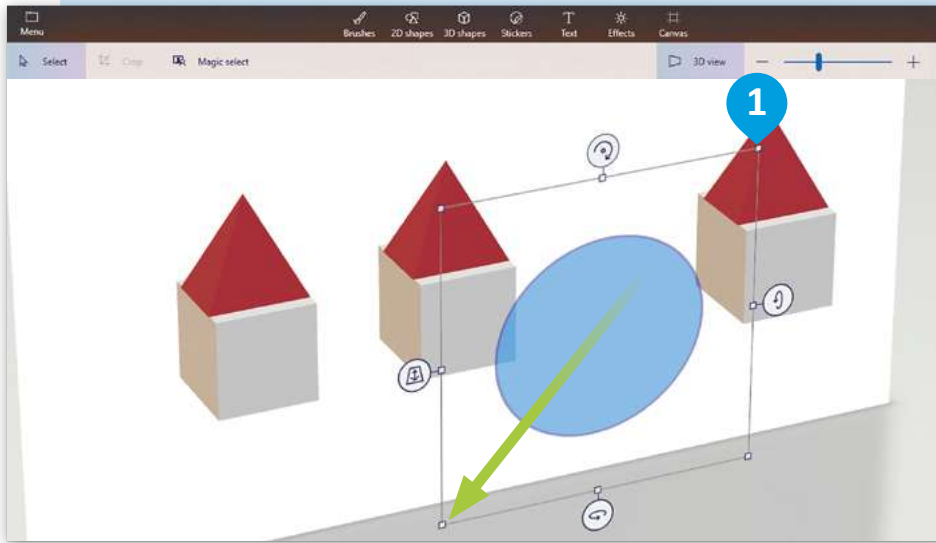 Menu
Brushes 2D shapes 3D shapes Stickers Text Effects Canvas
Select Crop Magic select 3D view
1